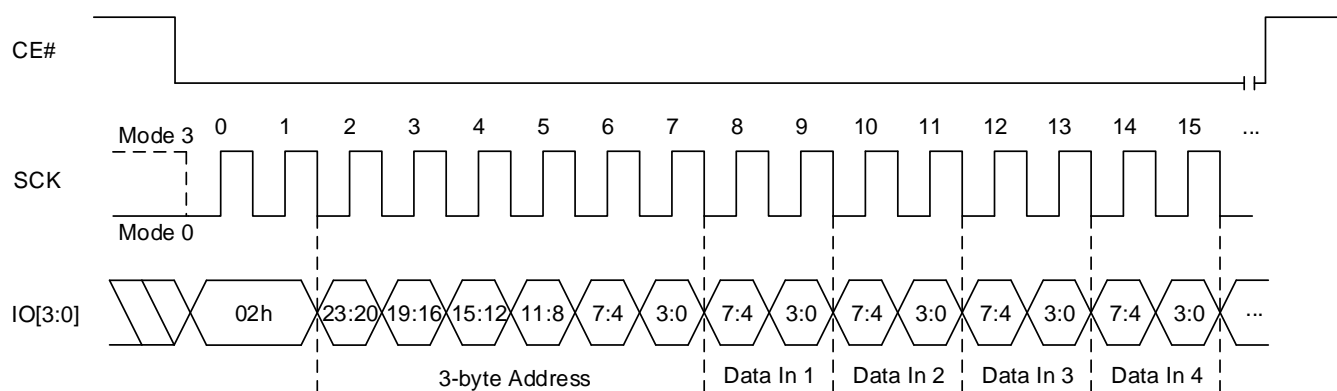 CE#
Mode 3 0 1 2 3 4 5 6 7 8 9 10 11 12 13 14 15 ...
SCK
Mode 0
IO[3:0] 02h 23:20 19:16 15:12 11:8 7:4 3:0 7:4 3:0 7:4 3:0 7:4 3:0 7:4 3:0 ...
3-byte Address Data In 1 Data In 2 Data In 3 Data In 4